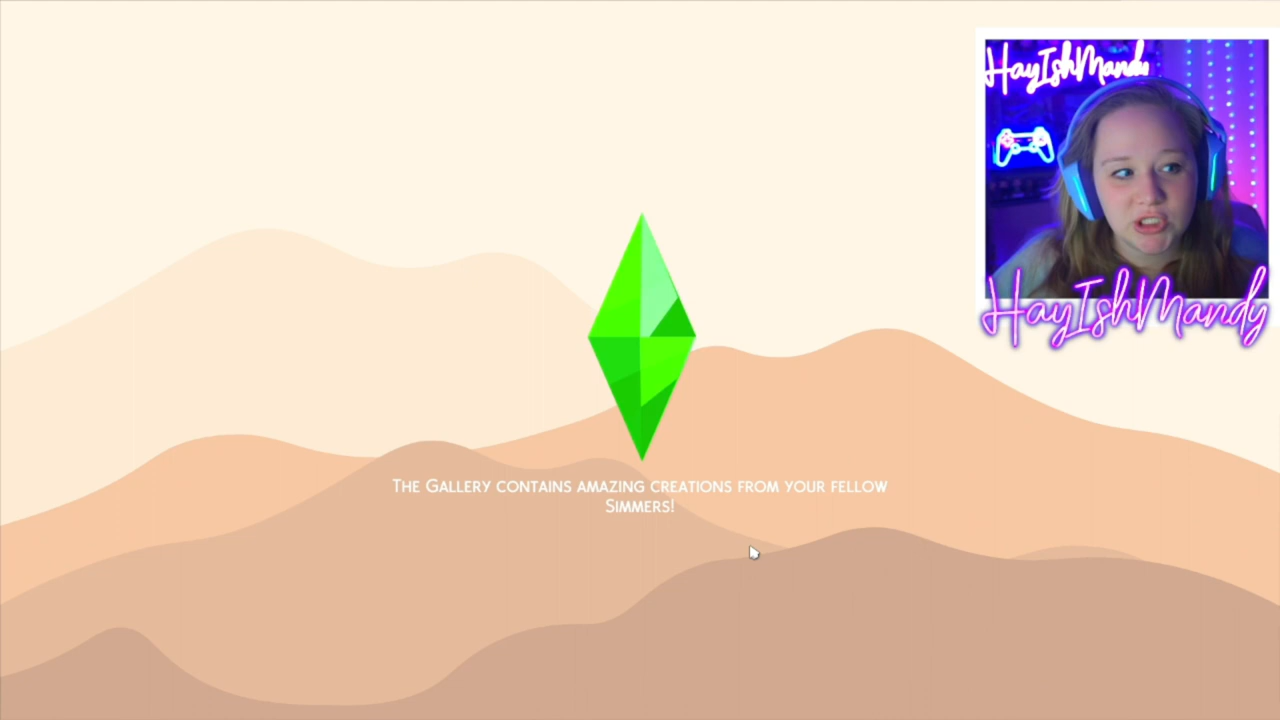 HayIshMandy
HayIshMandy
THE GALLERY CONTAINS AMAZING CREATIONS FROM YOUR FELLOW
SIMMERS!